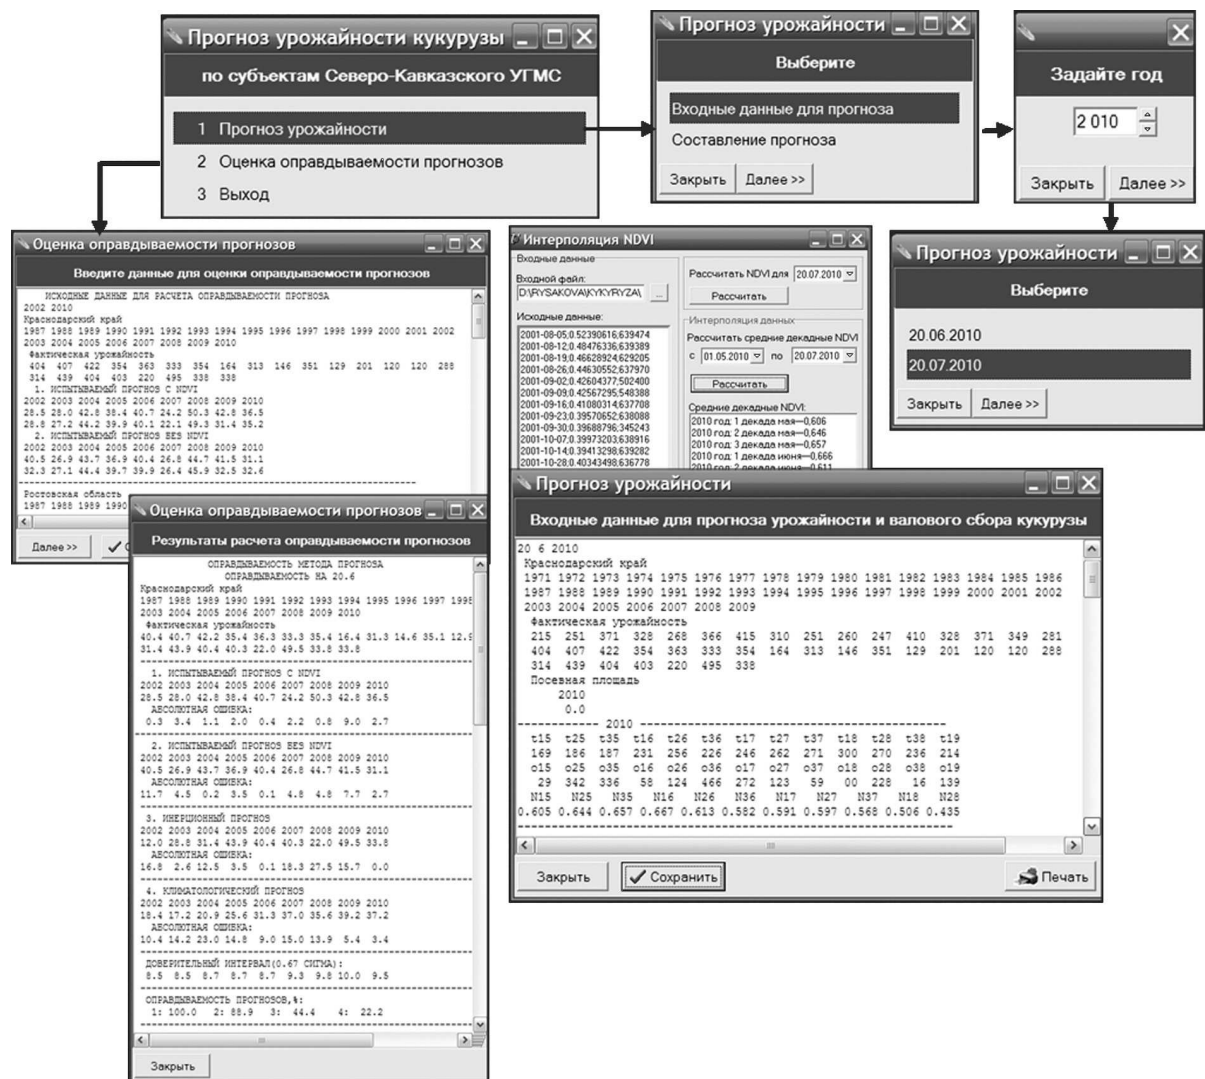 Прогноз урожайности кукурузы
по субъектам Северо-Кавказского УГМС
1 Прогноз урожайности
2 Оценка оправдываемости прогнозов
3 Выход
Прогноз урожайности
Выберите
Входные данные для прогноза
Составление прогноза
Закрыть Далее >>
Задайте год
2 010
Закрыть Далее >>
Прогноз урожайности
Выберите
20.06.2010
20.07.2010
Закрыть Далее >>
Оценка оправдываемости прогнозов
Введите данные для оценки оправдываемости прогнозов
ИСХОДНЫЕ ДАННЫЕ ДЛЯ РАСЧЕТА ОПРАВДЫВАЕМОСТИ ПРОГНОЗА
2002 2010
Краснодарский край
1987 1988 1989 1990 1991 1992 1993 1994 1995 1996 1997 1998 1999 2000 2001 2002
2003 2004 2005 2006 2007 2008 2009 2010
Фактическая урожайность
404 407 422 354 363 333 354 164 313 146 351 129 201 120 120 288
314 439 404 403 220 495 338 338
1. ИСПЫТЫВАЕМЫЙ ПРОГНОЗ С NDVI
2002 2003 2004 2005 2006 2007 2008 2009 2010
28.5 28.0 42.8 38.4 40.7 24.2 50.3 42.8 36.5
28.8 27.2 44.2 39.9 40.1 22.1 49.3 31.4 35.2
2. ИСПЫТЫВАЕМЫЙ ПРОГНОЗ БЕЗ NDVI
2002 2003 2004 2005 2006 2007 2008 2009 2010
40.5 26.9 43.7 36.9 40.4 26.8 44.7 41.5 31.1
32.3 27.1 44.4 39.7 39.9 26.4 45.9 32.5 32.6
Ростовская область
1987 1988 1989 1990
Далее >>
Интерполяция NDVI
Входные данные
Входной файл:
D:\RYSAKOVA\KYKYRYZA\ ...
Исходные данные:
2001-08-05;0.52390616;639474
2001-08-12;0.48476336;639389
2001-08-19;0.46628924;629205
2001-08-26;0.44630552;637970
2001-09-02;0.42604377;502400
2001-09-09;0.42567295;548388
2001-09-16;0.41080314;637708
2001-09-23;0.39570652;638088
2001-09-30;0.39688796;345243
2001-10-07;0.39973203;638916
2001-10-14;0.39413298;639282
2001-10-28;0.40343498;636778
Рассчитать NDVI для 20.07.2010
Рассчитать
Интерполяция данных
Рассчитать средние декадные NDVI
с 01.05.2010 по 20.07.2010
Рассчитать
Средние декадные NDVI:
2010 год: 1 декада мая—0,606
2010 год: 2 декада мая—0,646
2010 год: 3 декада мая—0,657
2010 год: 1 декада июня—0,666
2010 год: 2 декада июня—0,611
Оценка оправдываемости прогнозов
Результаты расчета оправдываемости прогнозов
ОПРАВДЫВАЕМОСТЬ МЕТОДА ПРОГНОЗА
ОПРАВДЫВАЕМОСТЬ НА 20.6
Краснодарский край
1987 1988 1989 1990 1991 1992 1993 1994 1995 1996 1997 1998
2003 2004 2005 2006 2007 2008 2009 2010
Фактическая урожайность
40.4 40.7 42.2 35.4 36.3 33.3 35.4 16.4 31.3 14.6 35.1 12.9
31.4 43.9 40.4 40.3 22.0 49.5 33.8 33.8
1. ИСПЫТЫВАЕМЫЙ ПРОГНОЗ С NDVI
2002 2003 2004 2005 2006 2007 2008 2009 2010
28.5 28.0 42.8 38.4 40.7 24.2 50.3 42.8 36.5
АБСОЛЮТНАЯ ОШИБКА:
0.3 3.4 1.1 2.0 0.4 2.2 0.8 9.0 2.7
2. ИСПЫТЫВАЕМЫЙ ПРОГНОЗ БЕЗ NDVI
2002 2003 2004 2005 2006 2007 2008 2009 2010
40.5 26.9 43.7 36.9 40.4 26.8 44.7 41.5 31.1
АБСОЛЮТНАЯ ОШИБКА:
11.7 4.5 0.2 3.5 0.1 4.8 4.8 7.7 2.7
3. ИНЕРЦИОННЫЙ ПРОГНОЗ
2002 2003 2004 2005 2006 2007 2008 2009 2010
12.0 28.8 31.4 43.9 40.4 40.3 22.0 49.5 33.8
АБСОЛЮТНАЯ ОШИБКА:
16.8 2.6 12.5 3.5 0.1 18.3 27.5 15.7 0.0
4. КЛИМАТОЛОГИЧЕСКИЙ ПРОГНОЗ
2002 2003 2004 2005 2006 2007 2008 2009 2010
18.4 17.2 20.9 25.6 31.3 37.0 35.6 39.2 37.2
АБСОЛЮТНАЯ ОШИБКА:
10.4 14.2 23.0 14.8 9.0 15.0 13.9 5.4 3.4
ДОВЕРИТЕЛЬНЫЙ ИНТЕРВАЛ(0.67 СИГМА):
8.5 8.5 8.7 8.7 8.7 9.3 9.8 10.0 9.5
ОПРАВДЫВАЕМОСТЬ ПРОГНОЗОВ,%:
1: 100.0 2: 88.9 3: 44.4 4: 22.2
Закрыть
Прогноз урожайности
Входные данные для прогноза урожайности и валового сбора кукурузы
20 6 2010
Краснодарский край
1971 1972 1973 1974 1975 1976 1977 1978 1979 1980 1981 1982 1983 1984 1985 1986
1987 1988 1989 1990 1991 1992 1993 1994 1995 1996 1997 1998 1999 2000 2001 2002
2003 2004 2005 2006 2007 2008 2009
Фактическая урожайность
215 251 371 328 268 366 415 310 251 260 247 410 328 371 349 281
404 407 422 354 363 333 354 164 313 146 351 129 201 120 120 288
314 439 404 403 220 495 338
Посевная площадь
2010
0.0
------------ 2010 ------------
t15 t25 t35 t16 t26 t36 t17 t27 t37 t18 t28 t38 t19
169 186 187 231 256 226 246 262 271 300 270 236 214
o15 o25 o35 o16 o26 o36 o17 o27 o37 o18 o28 o38 o19
29 342 336 58 124 466 272 123 59 00 228 16 139
N15 N25 N35 N16 N26 N36 N17 N27 N37 N18 N28
0.605 0.644 0.657 0.667 0.613 0.582 0.591 0.597 0.568 0.506 0.435
Закрыть Сохранить Печать